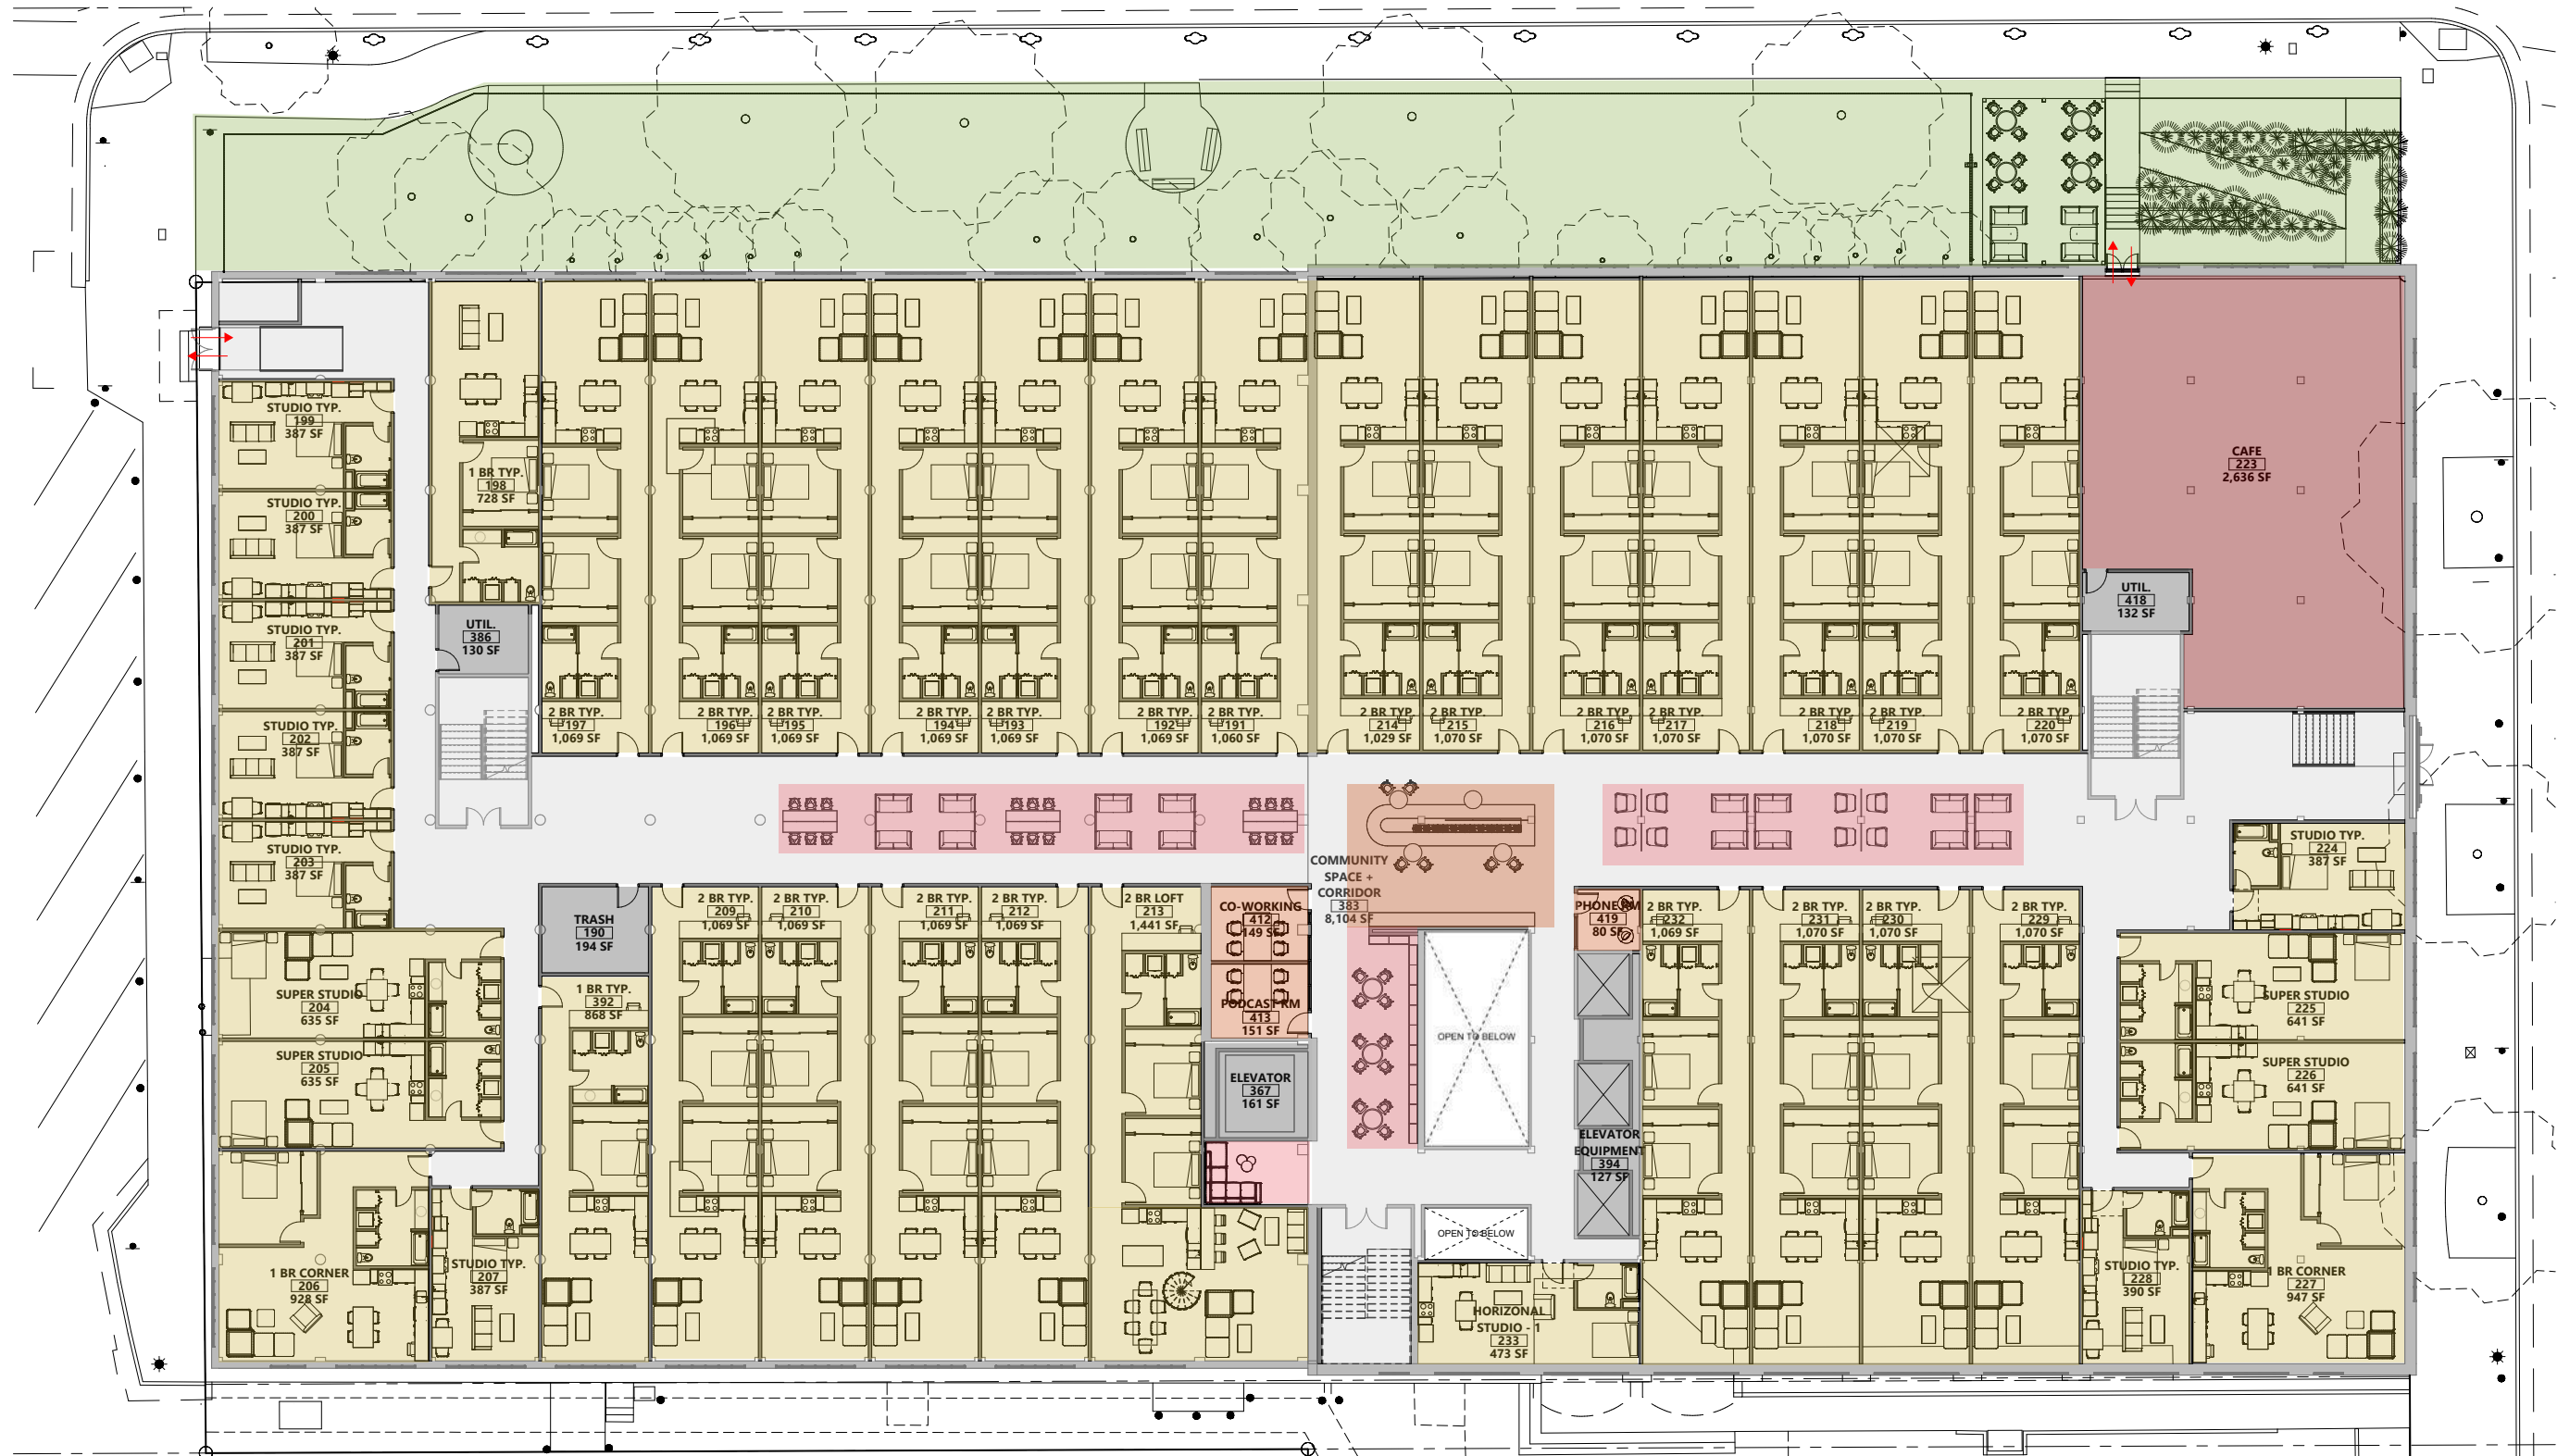 STUDIO TYP.
199
387 SF
STUDIO TYP.
200
387 SF
STUDIO TYP.
201
387 SF
STUDIO TYP.
202
387 SF
STUDIO TYP.
203
387 SF
1 BR TYP.
198
728 SF
UTIL.
386
130 SF
CAFE
223
2,636 SF
UTIL.
418
132 SF
2 BR TYP.
197
1,069 SF
2 BR TYP.
196
1,069 SF
2 BR TYP.
195
1,069 SF
2 BR TYP.
194
1,069 SF
2 BR TYP.
193
1,069 SF
2 BR TYP.
192
1,069 SF
2 BR TYP.
191
1,060 SF
2 BR TYP.
214
1,029 SF
2 BR TYP.
215
1,070 SF
2 BR TYP.
216
1,070 SF
2 BR TYP.
217
1,070 SF
2 BR TYP.
218
1,070 SF
2 BR TYP.
219
1,070 SF
2 BR TYP.
220
1,070 SF
COMMUNITY
SPACE +
CORRIDOR
383
8,104 SF
STUDIO TYP.
224
387 SF
TRASH
190
194 SF
2 BR TYP.
209
1,069 SF
2 BR TYP.
210
1,069 SF
2 BR TYP.
211
1,069 SF
2 BR TYP.
212
1,069 SF
2 BR LOFT
213
1,441 SF
CO-WORKING
412
149 SF
PODCAST RM
413
151 SF
PHONE RM
419
80 SF
2 BR TYP.
232
1,069 SF
2 BR TYP.
231
1,070 SF
2 BR TYP.
230
1,070 SF
2 BR TYP.
229
1,070 SF
SUPER STUDIO
204
635 SF
SUPER STUDIO
205
635 SF
1 BR TYP.
392
868 SF
ELEVATOR
367
161 SF
OPEN TO BELOW
ELEVATOR
EQUIPMENT
394
127 SF
SUPER STUDIO
225
641 SF
SUPER STUDIO
226
641 SF
OPEN TO BELOW
1 BR CORNER
206
928 SF
STUDIO TYP.
207
387 SF
HORIZONAL
STUDIO - 1
233
473 SF
STUDIO TYP.
228
390 SF
1 BR CORNER
227
947 SF